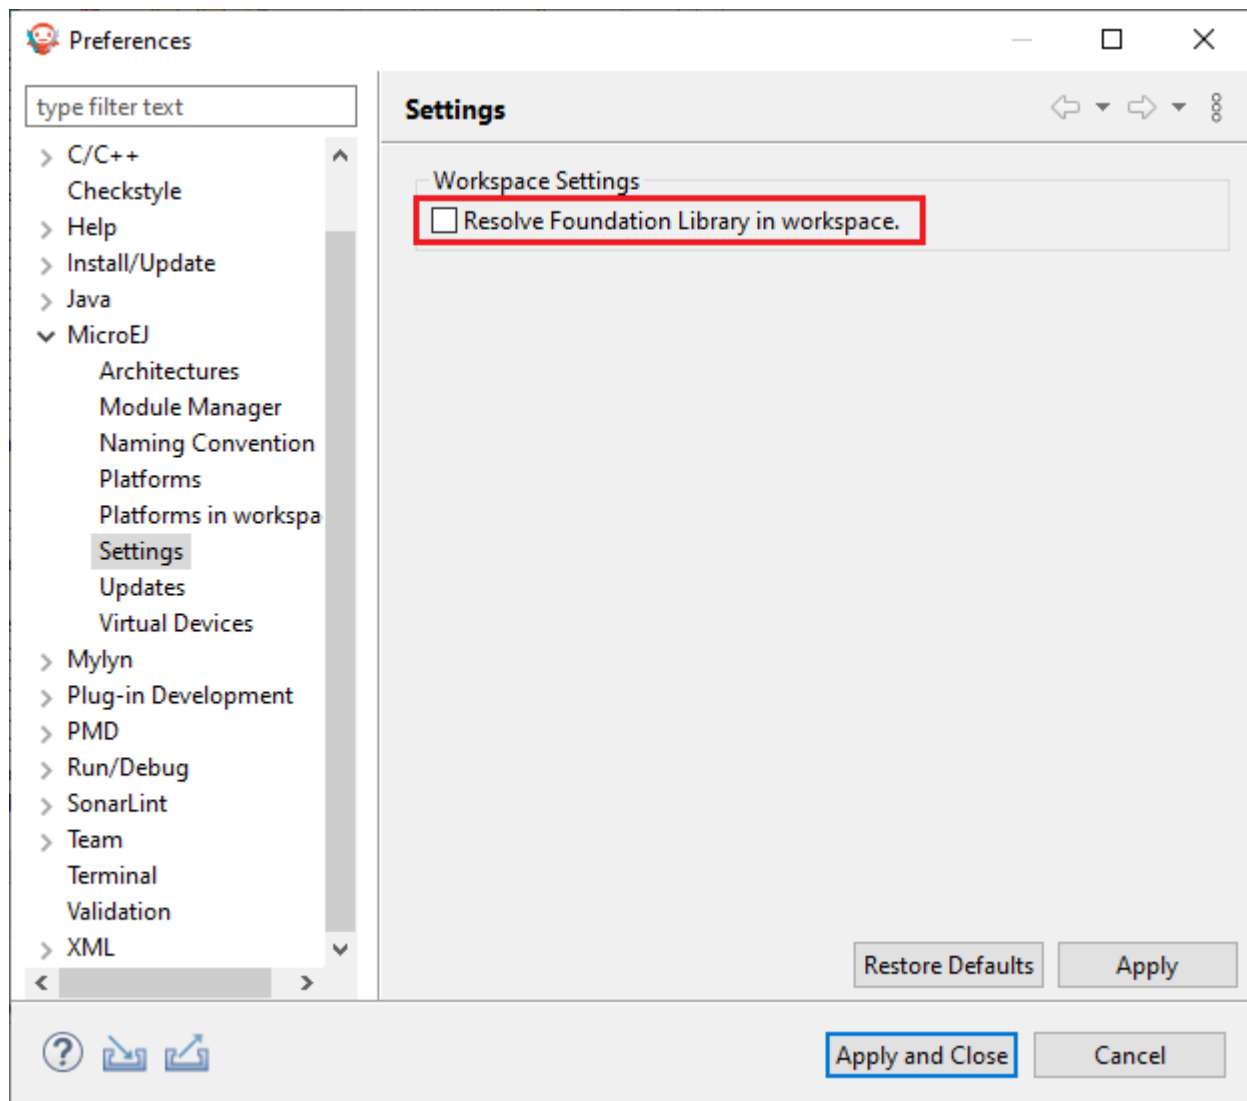 Preferences
type filter text
Settings
C/C++
Checkstyle
Help
Install/Update
Java
MicroEJ
Architectures
Module Manager
Naming Convention
Platforms
Platforms in workspa
Settings
Updates
Virtual Devices
Mylyn
Plug-in Development
PMD
Run/Debug
SonarLint
Team
Terminal
Validation
XML
Workspace Settings
Resolve Foundation Library in workspace.
Restore Defaults
Apply
?
Apply and Close
Cancel